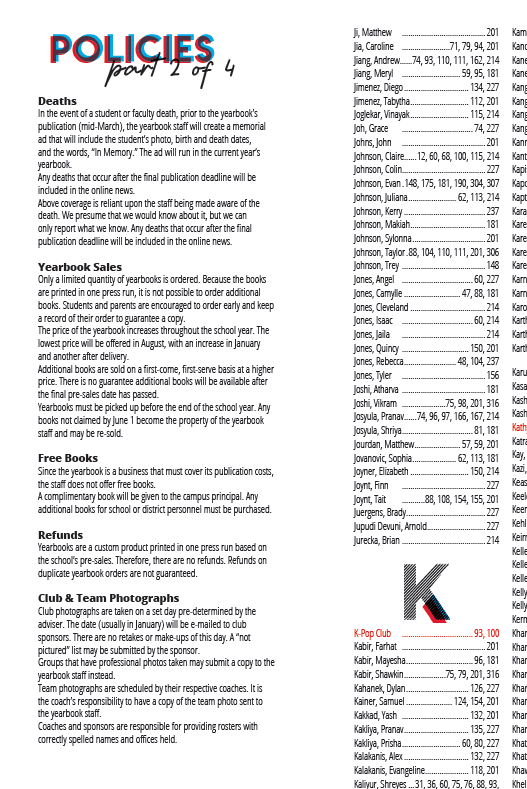 POLICIES
part 2 of 4
Deaths
In the event of a student or faculty death, prior to the yearbook's
publication (mid-March), the yearbook staff will create a memorial
ad that will include the student's photo, birth and death dates,
and the words, "In Memory." The ad will run in the current year's
yearbook.
Any deaths that occur after the final publication deadline will be
included in the online news.
Above coverage is reliant upon the staff being made aware of the
death. We presume that we would know about it, but we can
only report what we know. Any deaths that occur after the final
publication deadline will be included in the online news.
Yearbook Sales
Only a limited quantity of yearbooks is ordered. Because the books
are printed in one press run, it is not possible to order additional
books. Students and parents are encouraged to order early and keep
a record of their order to guarantee a copy.
The price of the yearbook increases throughout the school year. The
lowest price will be offered in August, with an increase in January
and another after delivery.
Additional books are sold on a first-come, first-serve basis at a higher
price. There is no guarantee additional books will be available after
the final pre-sales date has passed.
Yearbooks must be picked up before the end of the school year. Any
books not claimed by June 1 become the property of the yearbook
staff and may be re-sold.
Free Books
Since the yearbook is a business that must cover its publication costs,
the staff does not offer free books.
A complimentary book will be given to the campus principal. Any
additional books for school or district personnel must be purchased.
Refunds
Yearbooks are a custom product printed in one press run based on
the school's pre-sales. Therefore, there are no refunds. Refunds on
duplicate yearbook orders are not guaranteed.
Club & Team Photographs
Club photographs are taken on a set day pre-determined by the
adviser. The date (usually in January) will be e-mailed to club
sponsors. There are no retakes or make-ups of this day. A "not
pictured" list may be submitted by the sponsor.
Groups that have professional photos taken may submit a copy to the
yearbook staff instead.
Team photographs are scheduled by their respective coaches. It is
the coach's responsibility to have a copy of the team photo sent to
the yearbook staff.
Coaches and sponsors are responsible for providing rosters with
correctly spelled names and offices held.
Ji, Matthew ........ 201
Jia, Caroline ........ 71, 79, 94, 201
Jiang, Andrew ..... 74, 93, 110, 111, 162, 214
Jiang, Meryl ........ 59, 95, 181
Jimenez, Diego ........ 134, 227
Jimenez, Tabytha ........ 112, 201
Joglekar, Vinayak ........ 115, 214
Joh, Grace ........ 74, 227
Johns, John ........ 201
Johnson, Claire ..... 12, 60, 68, 100, 115, 214
Johnson, Colin ........ 227
Johnson, Evan . 148, 175, 181, 190, 304, 307
Johnson, Juliana ........ 62, 113, 214
Johnson, Kerry ........ 237
Johnson, Makiah ........ 181
Johnson, Sylonna ........ 201
Johnson, Taylor . 88, 104, 110, 111, 201, 306
Johnson, Trey ........ 148
Jones, Angel ........ 60, 227
Jones, Camylle ........ 47, 88, 181
Jones, Cleveland ........ 214
Jones, Isaac ........ 60, 214
Jones, Jaila ........ 214
Jones, Quincy ........ 150, 201
Jones, Rebecca ........ 48, 104, 237
Jones, Tyler ........ 156
Joshi, Atharva ........ 181
Joshi, Vikram ........ 75, 98, 201, 316
Josyula, Pranav ..... 74, 96, 97, 166, 167, 214
Josyula, Shriya ........ 81, 181
Jourdan, Matthew ........ 57, 59, 201
Jovanovic, Sophia ........ 62, 113, 181
Joyner, Elizabeth ........ 150, 214
Joynt, Finn ........ 227
Joynt, Tait ........ 88, 108, 154, 155, 201
Juergens, Brady ........ 227
Jupudi Devuni, Arnold ........ 227
Jurecka, Brian ........ 214
K
K-Pop Club ........ 93, 100
Kabir, Farhat ........ 201
Kabir, Mayesha ........ 96, 181
Kabir, Shawkin ........ 75, 79, 201, 316
Kahanek, Dylan ........ 126, 227
Kainer, Samuel ........ 124, 154, 201
Kakkad, Yash ........ 132, 201
Kakliya, Pranav ........ 135, 227
Kakliya, Prisha ........ 60, 80, 227
Kalakanis, Alex ........ 132, 227
Kalakanis, Evangeline ........ 118, 201
Kaliyur, Shreyes ... 31, 36, 60, 75, 76, 88, 93,